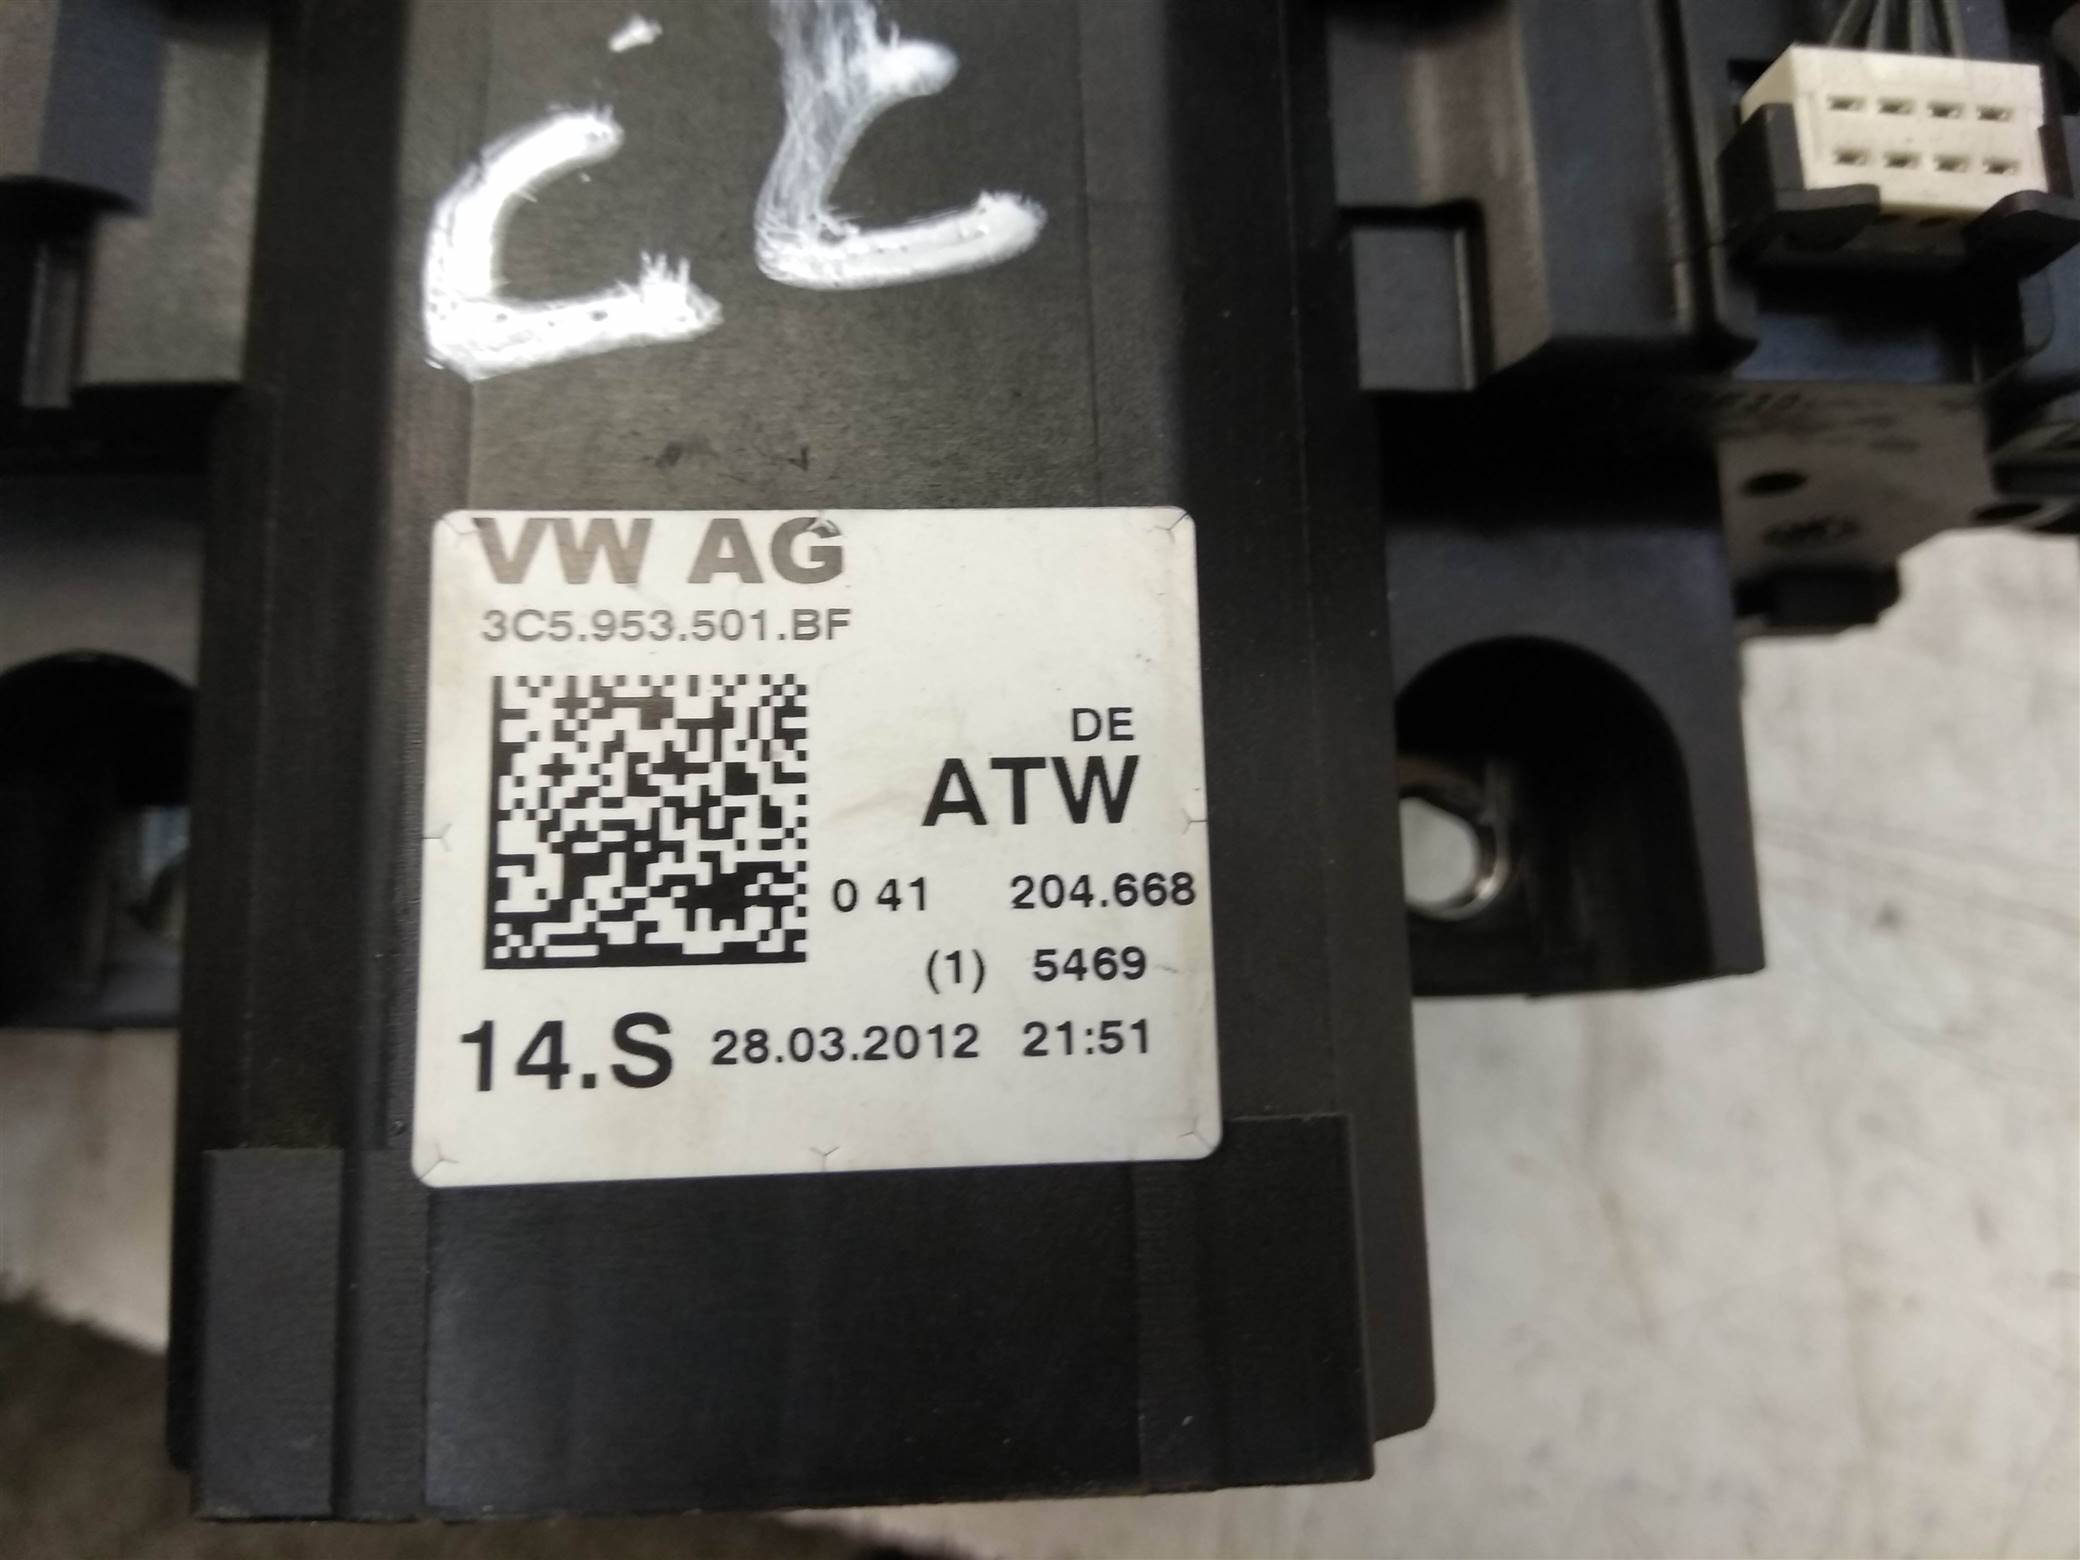 VW AG
3C5.953.501.BF
DE
ATW
0 41 204.668
(1) 5469
14.S 28.03.2012 21:51